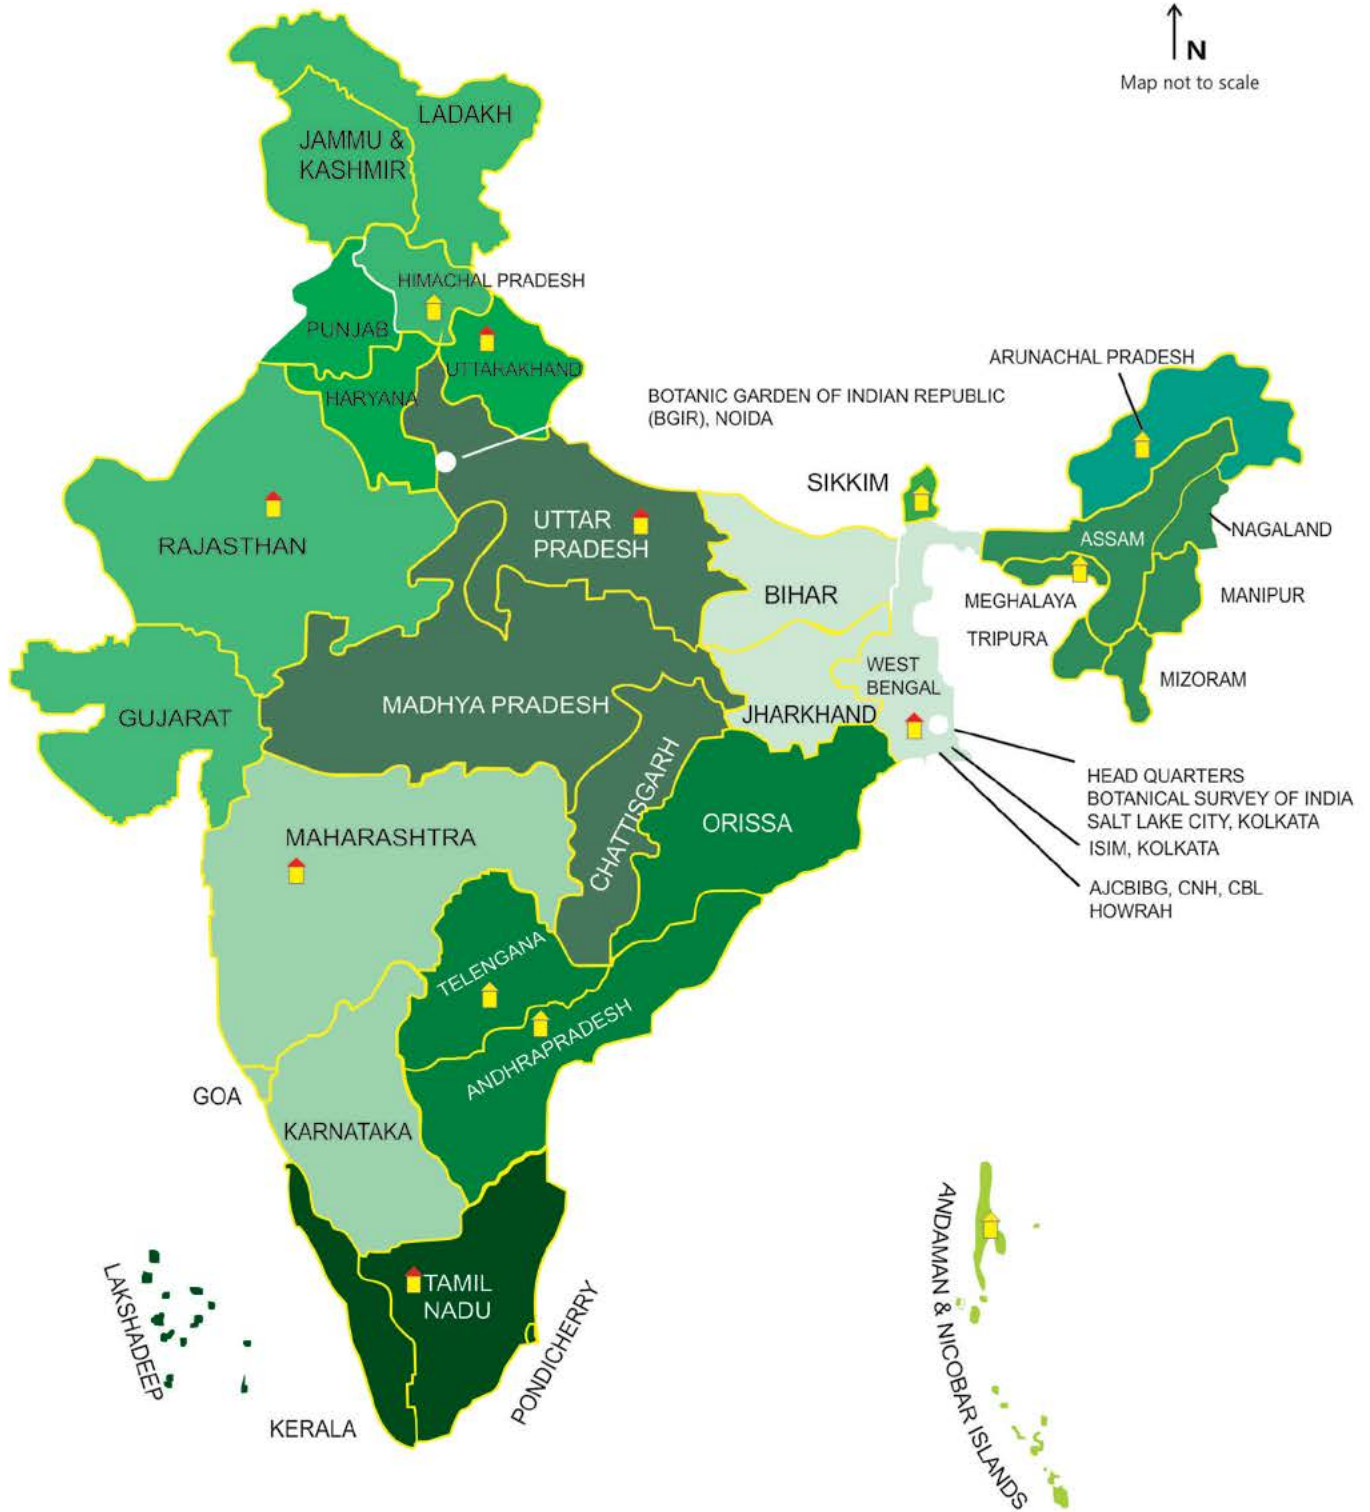 N
Map not to scale
LADAKH
JAMMU &
KASHMIR
HIMACHAL PRADESH
PUNJAB
UTTARAKHAND
HARYANA
BOTANIC GARDEN OF INDIAN REPUBLIC
(BGIR), NOIDA
ARUNACHAL PRADESH
SIKKIM
NAGALAND
ASSAM
RAJASTHAN
UTTAR
PRADESH
BIHAR
MEGHALAYA
MANIPUR
TRIPURA
WEST
BENGAL
MIZORAM
GUJARAT
MADHYA PRADESH
JHARKHAND
HEAD QUARTERS
BOTANICAL SURVEY OF INDIA
SALT LAKE CITY, KOLKATA
ISIM, KOLKATA
AJCBIBG, CNH, CBL
HOWRAH
CHATTISGARH
ORISSA
MAHARASHTRA
TELENGANA
ANDHRAPRADESH
GOA
KARNATAKA
TAMIL
NADU
PONDICHERRY
LAKSHADEEP
KERALA
ANDAMAN & NICOBAR ISLANDS